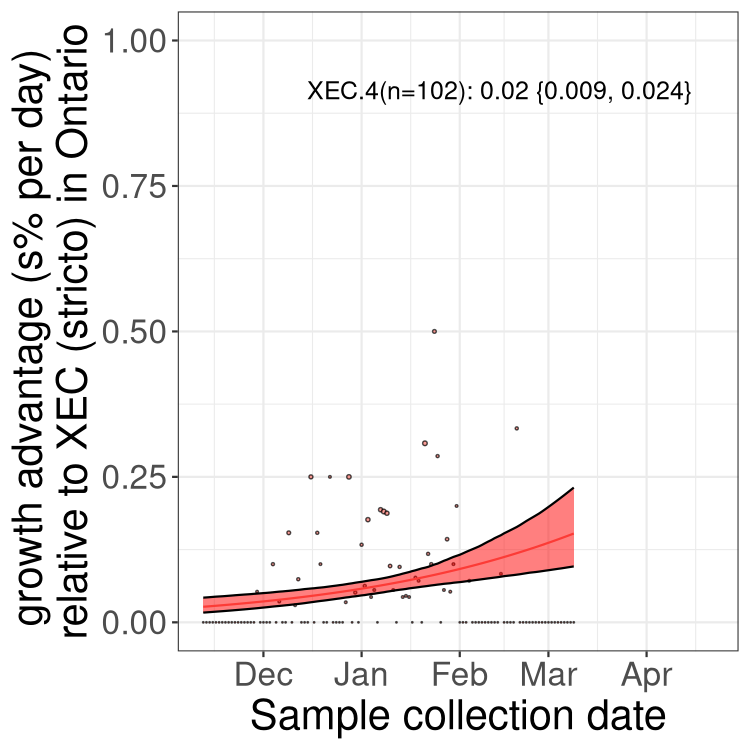 growth advantage (s% per day)
relative to XEC (stricto) in Ontario
1.00
0.75
0.50
0.25
0.00
XEC.4(n=102): 0.02 {0.009, 0.024}
Dec Jan Feb Mar Apr
Sample collection date